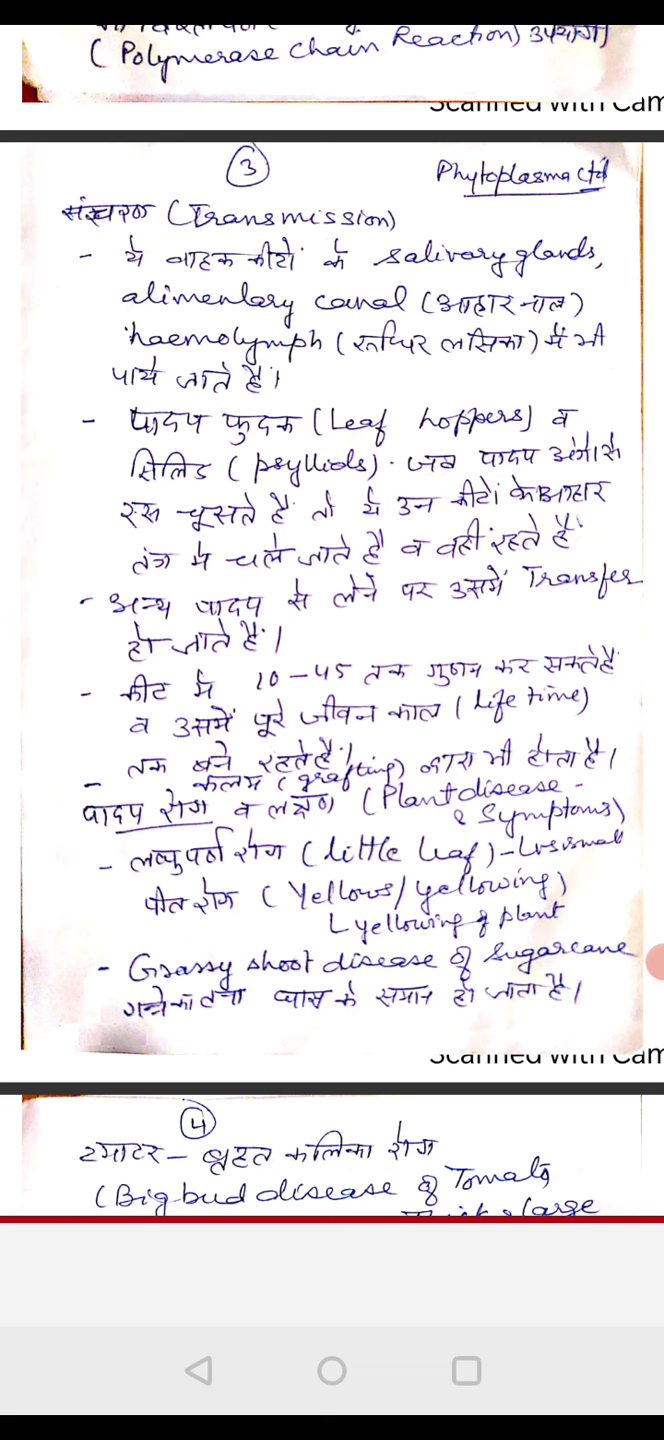 (Polymerase Chain Reaction) उपयोग)
Scanned with Cam
3
Phytoplasma Ctd
संचरण (Transmission)
- ये वाहक कीटों के salivary glands,
alimentary canal (आहार नाल)
haemolymph (रुधिर लसिका) में भी
पाये जाते हैं।
- पादप फुदक (Leaf hoppers) व
सिलिड (psyllids). जब पादप अंगों से
रस चूसते हैं तो ये उन कीटों के आहार
तंत्र में चले जाते हैं व वहीं रहते हैं
- अन्य पादप से लेने पर उसमें Transfer
हो जाते हैं।
- कीट में 10-45 तक गुणन कर सकते हैं
व उसमें पूरे जीवन काल (Life time)
तक बने रहते हैं।
- कलम (grafting) द्वारा भी होता है।
पादप रोग व लक्षण (Plant disease -
& Symptoms)
- लघुपर्ण रोग (little leaf) - Lvs small
पीत रोग (Yellows/yellowing)
yellowing of plant
- Grassy shoot disease of Sugarcane
गन्ने का तना घास के समान हो जाता है।
Scanned with Cam
4
टमाटर - बृहत कलिका रोग
(Big bud disease of Tomato
large